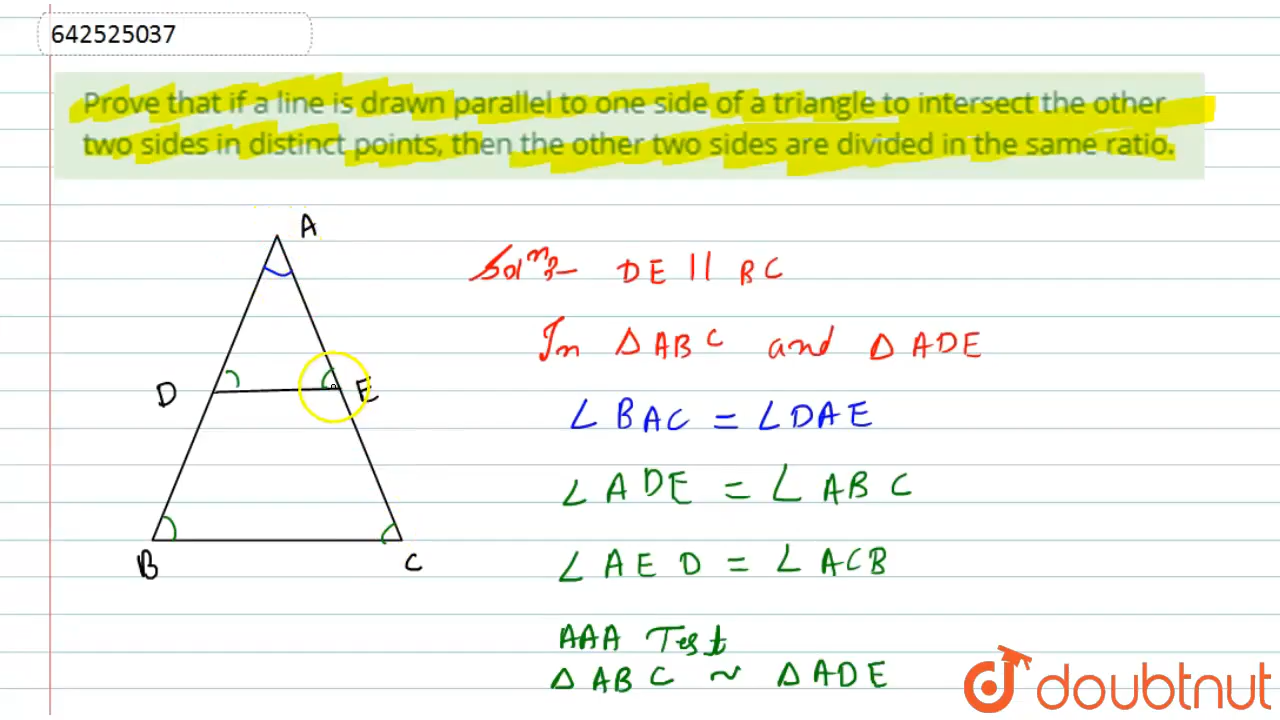 642525037
Prove that if a line is drawn parallel to one side of a triangle to intersect the other
two sides in distinct points, then the other two sides are divided in the same ratio.
A
D
E
B
C
Solⁿ:- DE || BC
In △ ABC and △ ADE
∠ BAC = ∠ DAE
∠ ADE = ∠ ABC
∠ AED = ∠ ACB
AAA Test
△ ABC ~ △ ADE
doubtnut